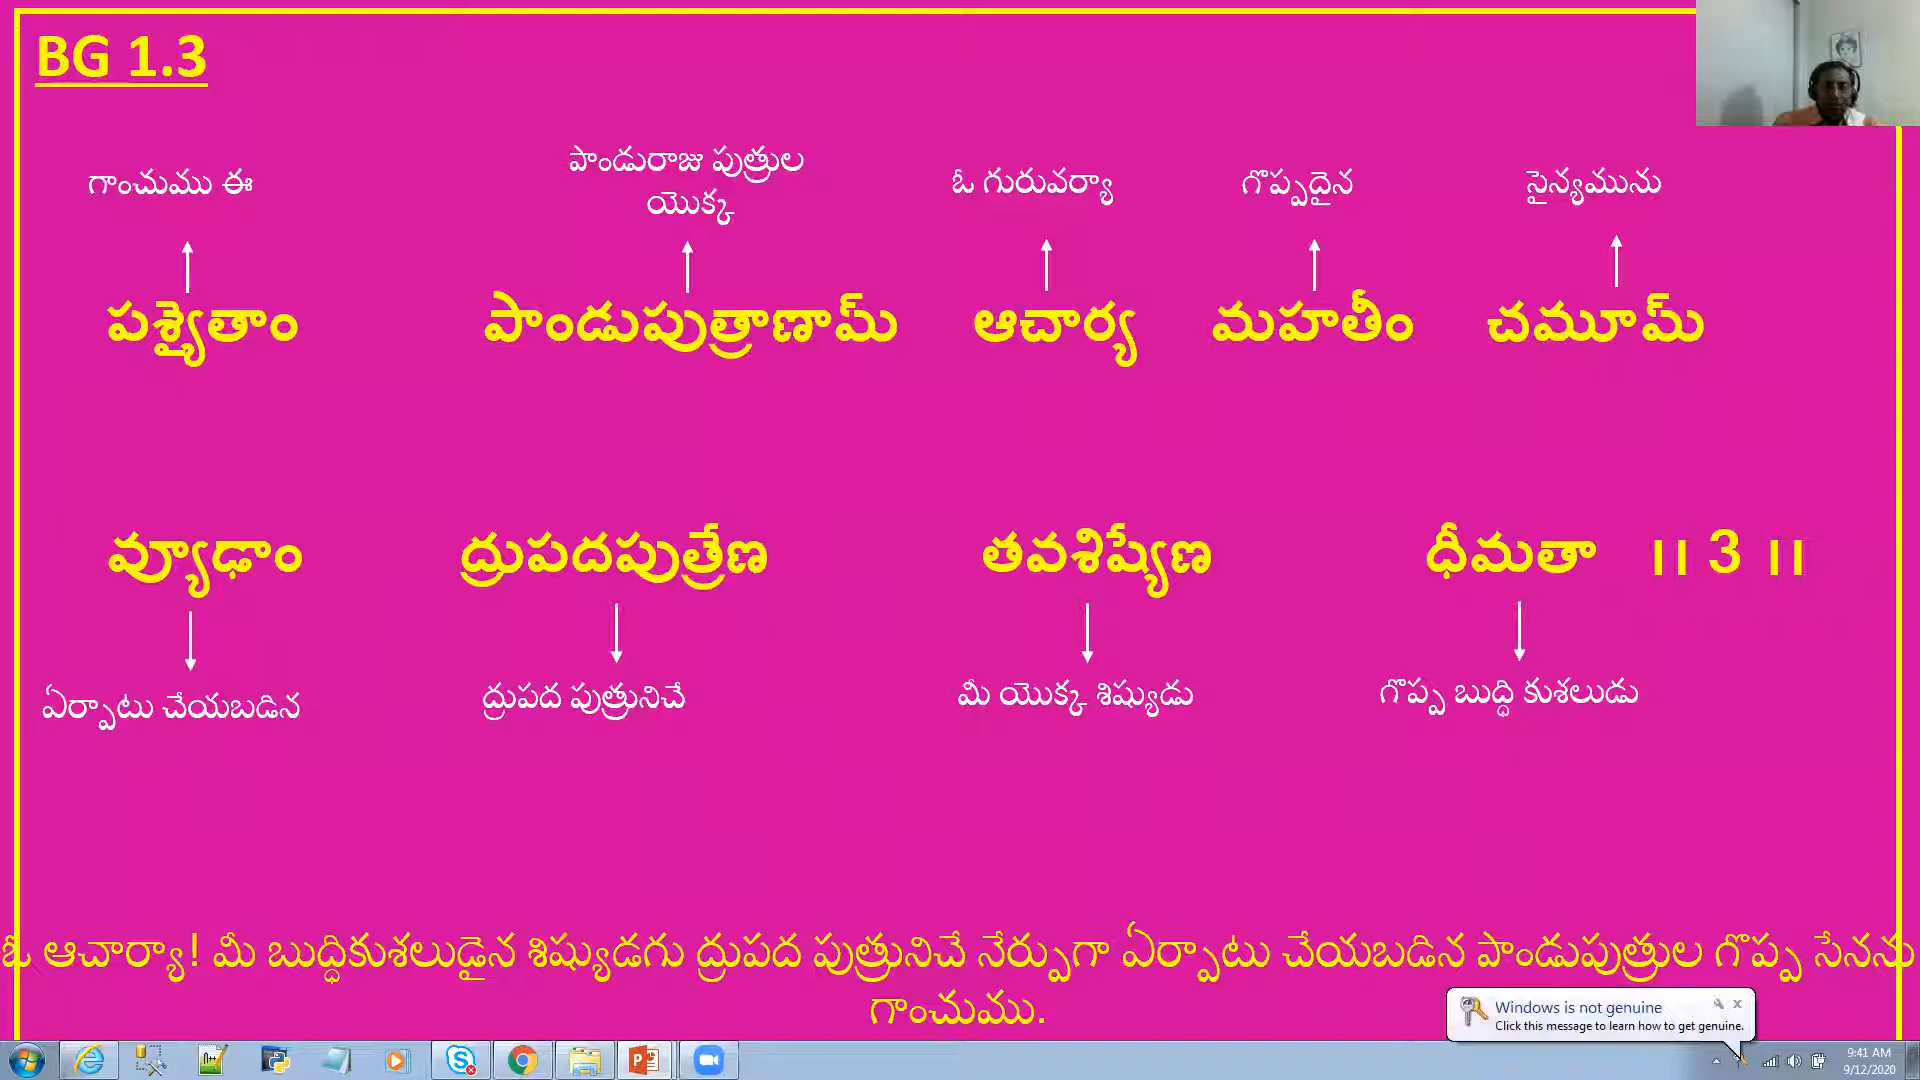 BG 1.3
గాంచుము ఈ
పాండురాజు పుత్రుల
యొక్క
ఓ గురువర్యా
గొప్పదైన
సైన్యమును
పశ్యైతాం పాండుపుత్రాణామ్ ఆచార్య మహతీం చమూమ్
వ్యూఢాం ద్రుపదపుత్రేణ తవశిష్యేణ ధీమతా ।। 3 ।।
ఏర్పాటు చేయబడిన
ద్రుపద పుత్రునిచే
మీ యొక్క శిష్యుడు
గొప్ప బుద్ధి కుశలుడు
ఓ ఆచార్యా! మీ బుద్ధికుశలుడైన శిష్యుడగు ద్రుపద పుత్రునిచే నేర్పుగా ఏర్పాటు చేయబడిన పాండుపుత్రుల గొప్ప సేనను
గాంచుము.
Windows is not genuine
Click this message to learn how to get genuine.
9:41 AM
9/12/2020